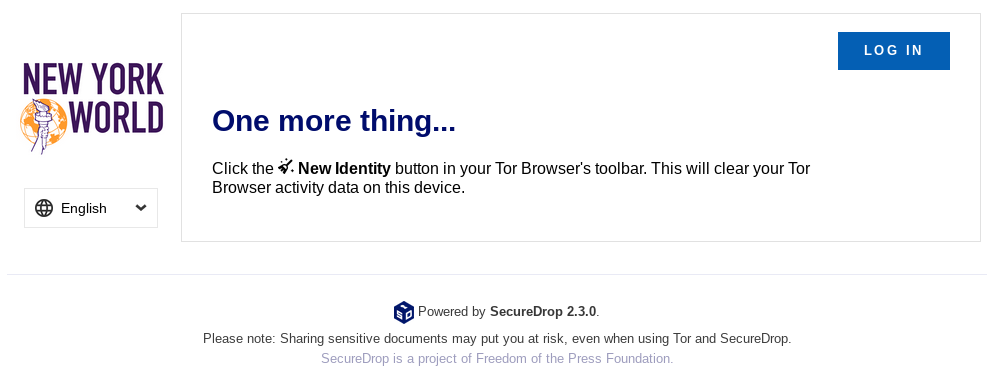 NEW YORK
WORLD
English
LOG IN
One more thing...
Click the New Identity button in your Tor Browser's toolbar. This will clear your Tor
Browser activity data on this device.
Powered by SecureDrop 2.3.0.
Please note: Sharing sensitive documents may put you at risk, even when using Tor and SecureDrop.
SecureDrop is a project of Freedom of the Press Foundation.